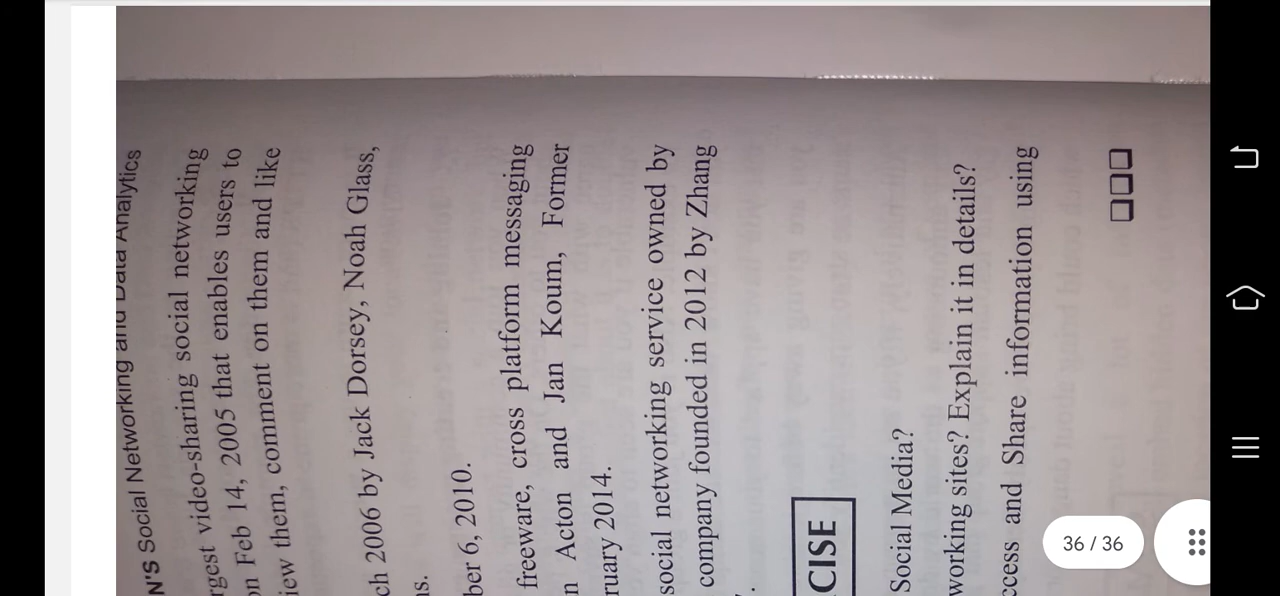 N'S Social Networking and Data Analytics
rgest video-sharing social networking
on Feb 14, 2005 that enables users to
iew them, comment on them and like
ch 2006 by Jack Dorsey, Noah Glass,
ns.
ber 6, 2010.
freeware, cross platform messaging
n Acton and Jan Koum, Former
ruary 2014.
social networking service owned by
company founded in 2012 by Zhang
CISE
Social Media?
working sites? Explain it in details?
ccess and Share information using
36 / 36